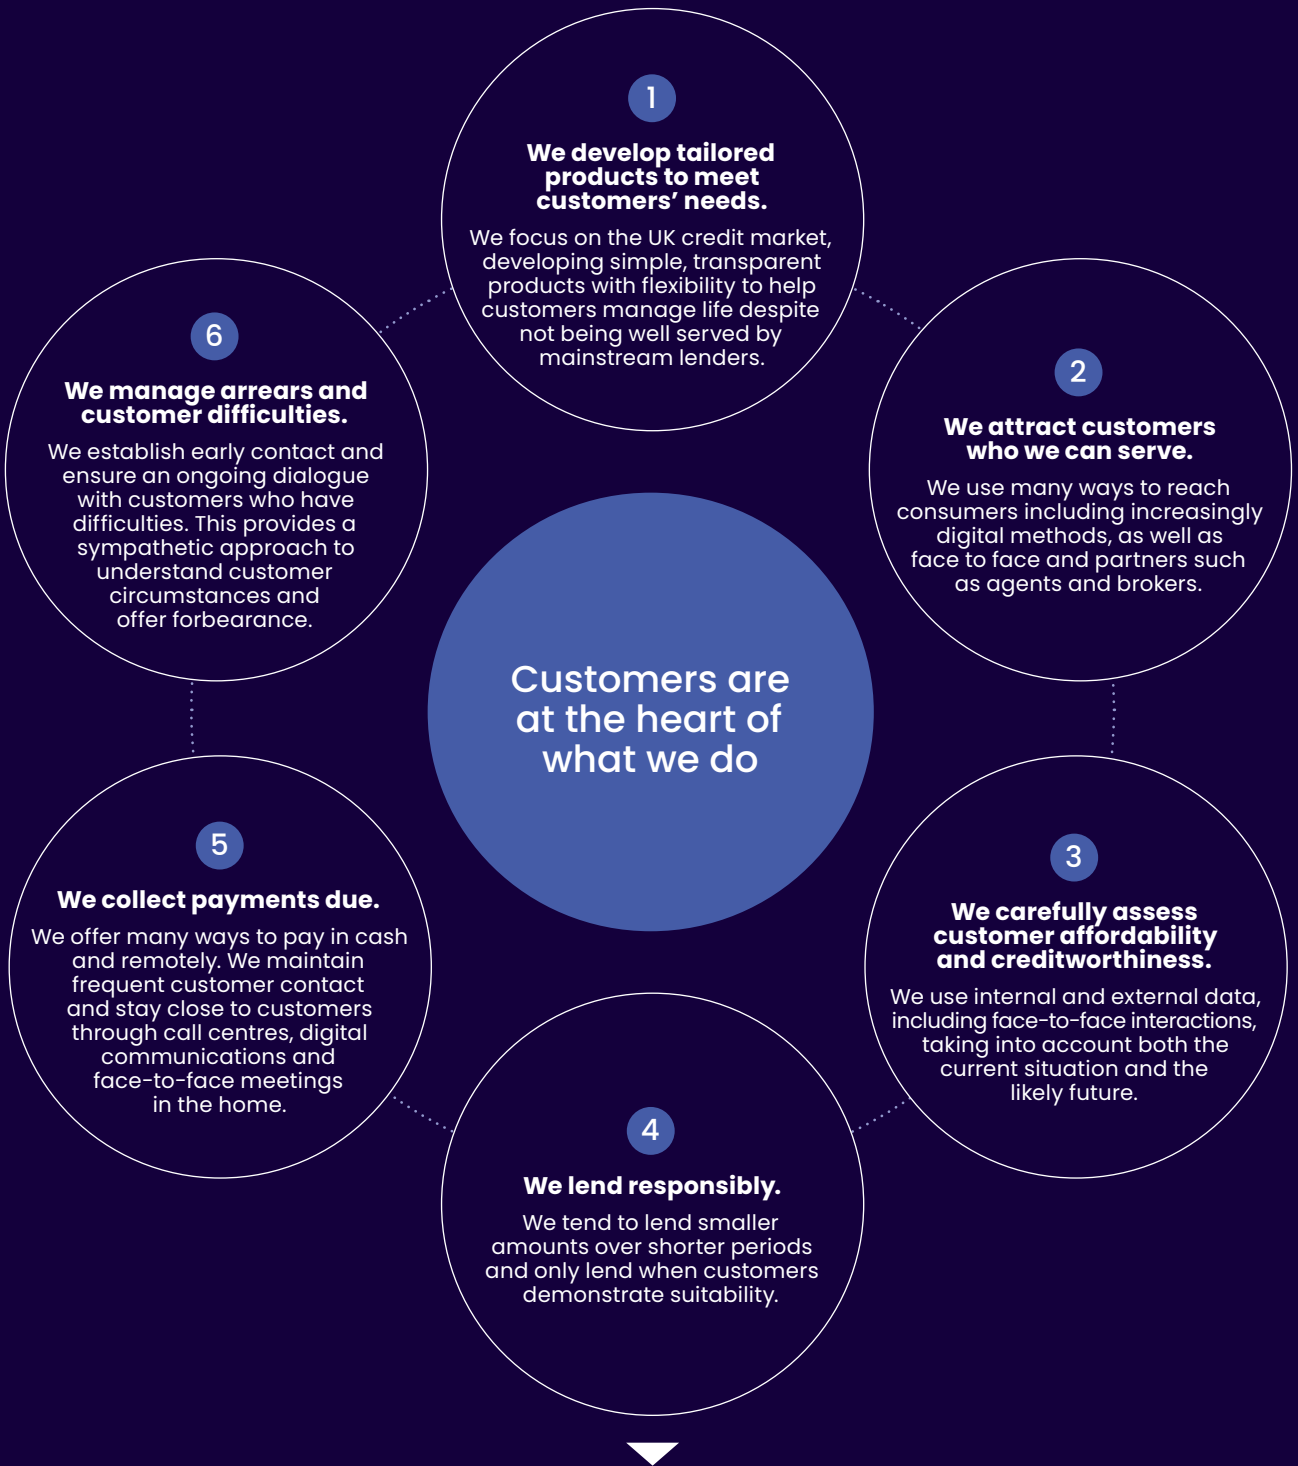 1
We develop tailored
products to meet
customers’ needs.
We focus on the UK credit market,
developing simple, transparent
products with flexibility to help
customers manage life despite
not being well served by
mainstream lenders.
2
We attract customers
who we can serve.
We use many ways to reach
consumers including increasingly
digital methods, as well as
face to face and partners such
as agents and brokers.
3
We carefully assess
customer affordability
and creditworthiness.
We use internal and external data,
including face-to-face interactions,
taking into account both the
current situation and the
likely future.
4
We lend responsibly.
We tend to lend smaller
amounts over shorter periods
and only lend when customers
demonstrate suitability.
5
We collect payments due.
We offer many ways to pay in cash
and remotely. We maintain
frequent customer contact
and stay close to customers
through call centres, digital
communications and
face-to-face meetings
in the home.
6
We manage arrears and
customer difficulties.
We establish early contact and
ensure an ongoing dialogue
with customers who have
difficulties. This provides a
sympathetic approach to
understand customer
circumstances and
offer forbearance.
Customers are
at the heart of
what we do